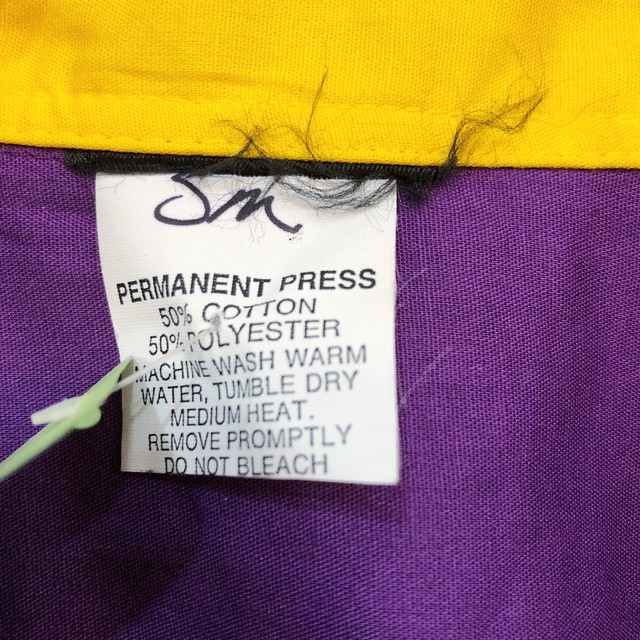 Sm
PERMANENT PRESS
50% COTTON
50% POLYESTER
MACHINE WASH WARM
WATER, TUMBLE DRY
MEDIUM HEAT.
REMOVE PROMPTLY
DO NOT BLEACH